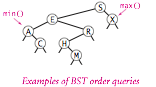 min()
max()
S
E
X
A
R
C
H
M
Examples of BST order queries